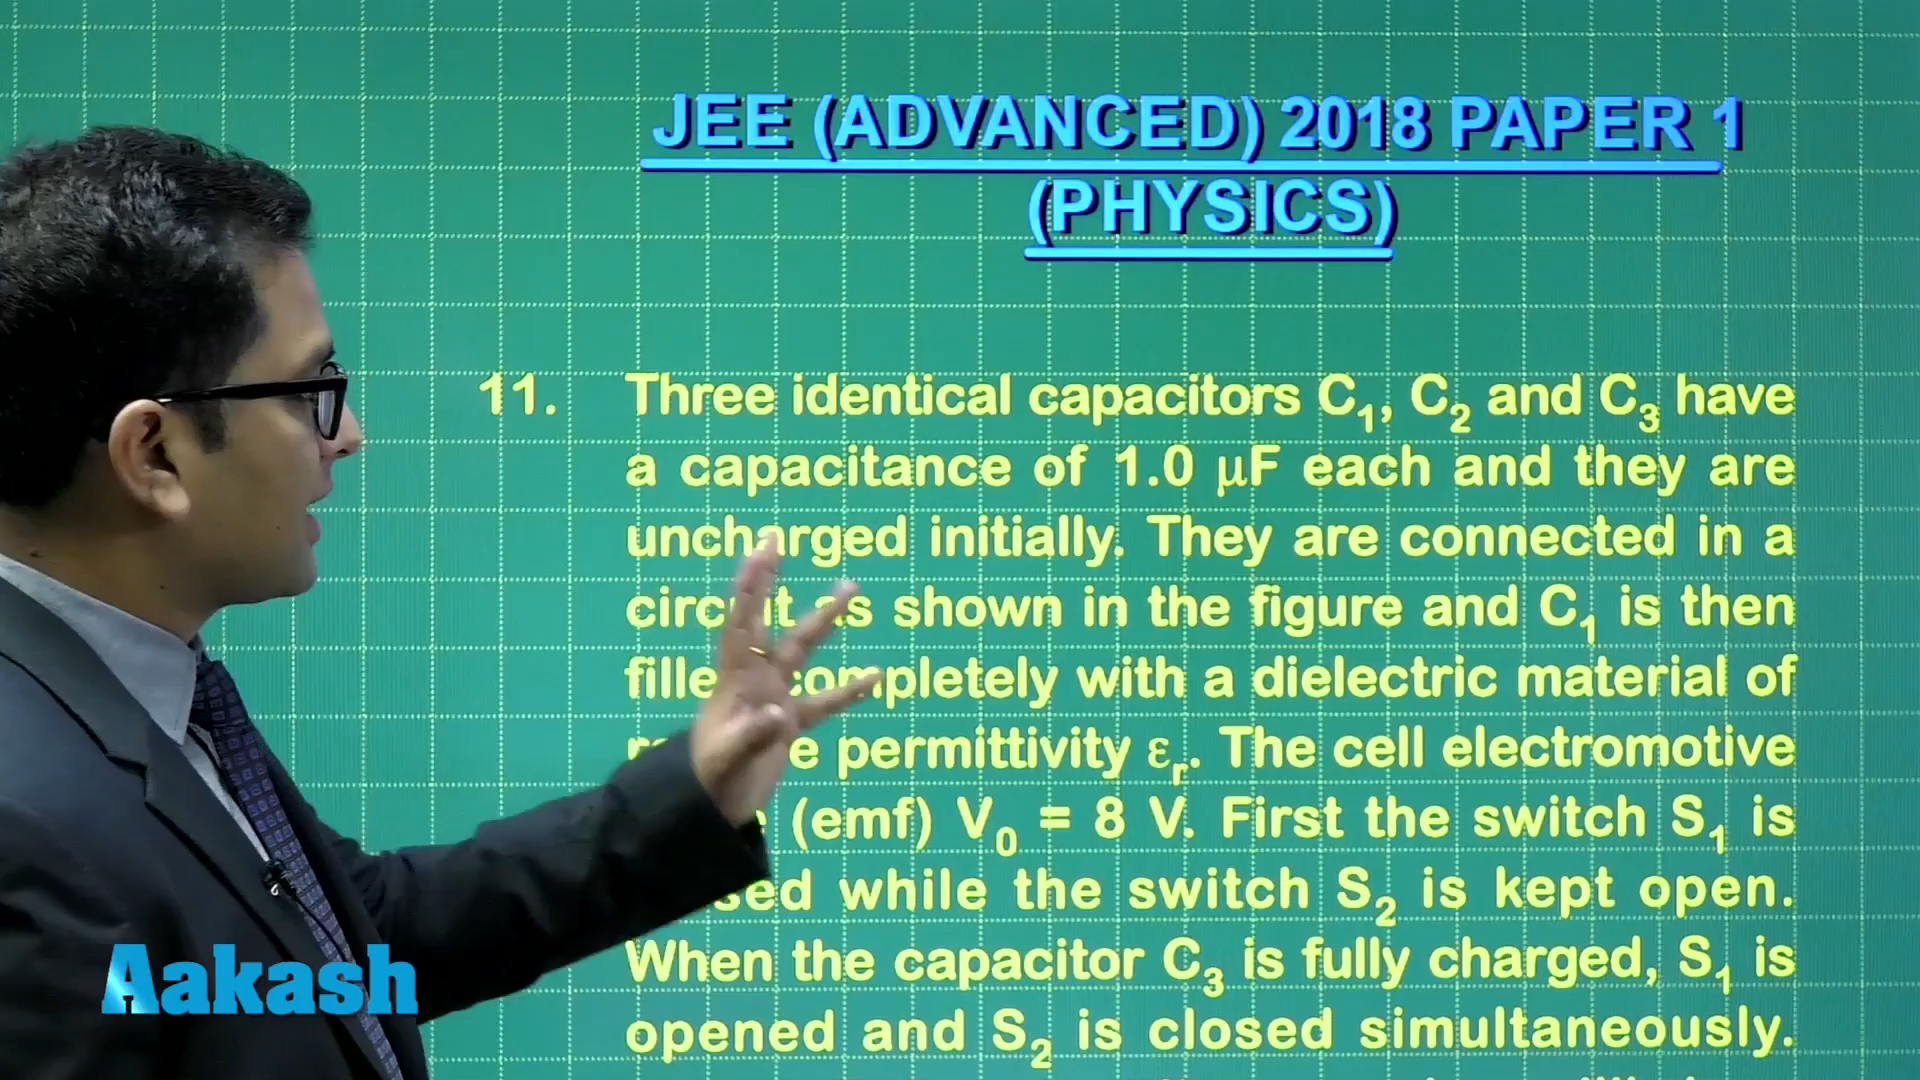 JEE (ADVANCED) 2018 PAPER 1
(PHYSICS)
11. Three identical capacitors C₁, C₂ and C₃ have
a capacitance of 1.0 μF each and they are
uncharged initially. They are connected in a
circuit as shown in the figure and C₁ is then
filled completely with a dielectric material of
permittivity εᵣ. The cell electromotive
(emf) V₀ = 8 V. First the switch S₁ is
while the switch S₂ is kept open.
When the capacitor C₃ is fully charged, S₁ is
opened and S₂ is closed simultaneously.
Aakash